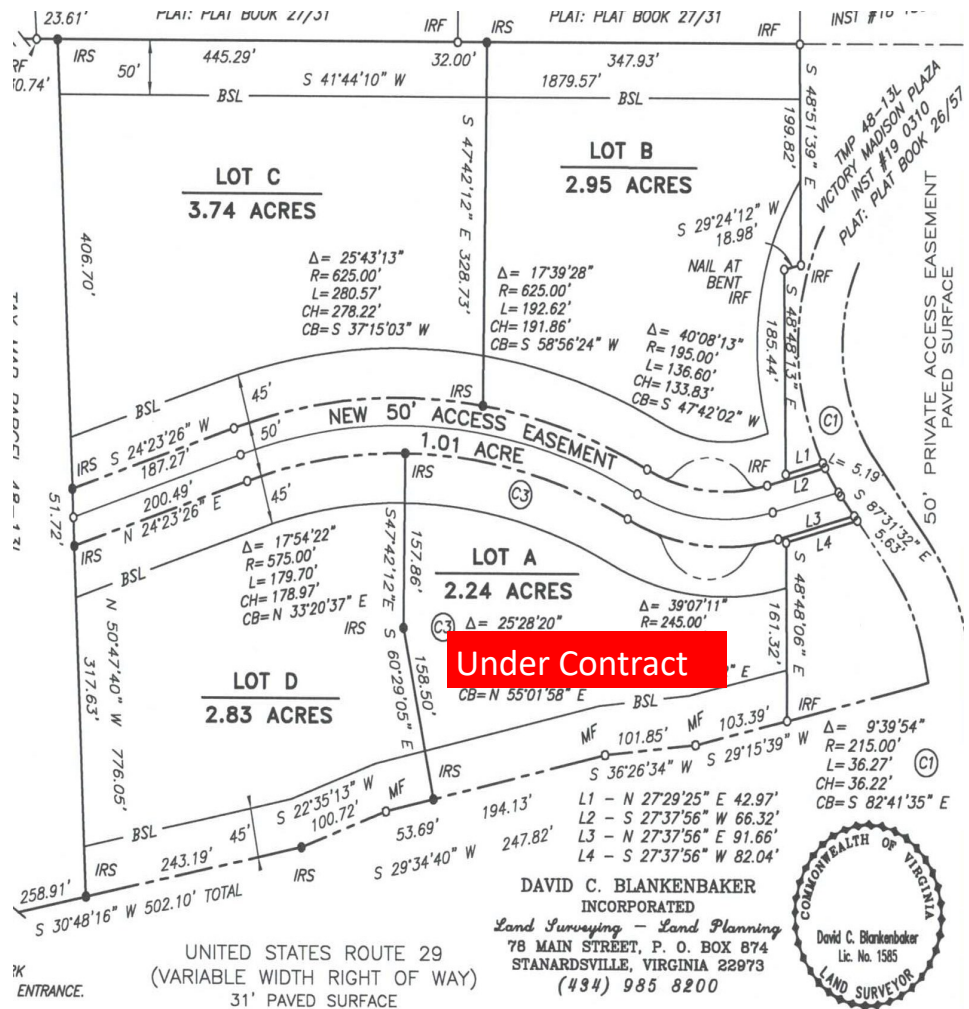 23.61'
PLAT: PLAT BOOK 27/31
PLAT: PLAT BOOK 27/31
INST #18
IRF
IRS
IRF
IRS
RF
0.74'
50'
445.29'
32.00'
347.93'
S 41°44'10" W
1879.57'
BSL
BSL
S 48°51'39" E
199.82'
TMP 48-13L
VICTORY MADISON PLAZA
INST #19 0310
PLAT: PLAT BOOK 26/57
LOT C
3.74 ACRES
LOT B
2.95 ACRES
S 47°42'12" E 328.73'
S 29°24'12" W
18.98'
NAIL AT
BENT
IRF
IRF
50' PRIVATE ACCESS EASEMENT
PAVED SURFACE
406.70'
Δ= 25°43'13"
R= 625.00'
L= 280.57'
CH= 278.22'
CB= S 37°15'03" W
Δ= 17°39'28"
R= 625.00'
L= 192.62'
CH= 191.86'
CB= S 58°56'24" W
Δ= 40°08'13"
R= 195.00'
L= 136.60'
CH= 133.83'
CB= S 47°42'02" W
S 48°48'13" E
185.44'
BSL
45'
IRS
NEW 50' ACCESS EASEMENT
1.01 ACRE
IRS
S 24°23'26" W
187.27'
50'
IRS
IRF
L1
L2
C1
L= 5.19
S 87°31'32" E
5.63'
51.72'
200.49'
N 24°23'26" E
45'
C3
L3
L4
IRS
BSL
Δ= 17°54'22"
R= 575.00'
L= 179.70'
CH= 178.97'
CB= N 33°20'37" E
S47°42'12"E
157.86'
LOT A
2.24 ACRES
IRS
C3
Δ= 25°28'20"
Δ= 39°07'11"
R= 245.00'
S 48°48'06" E
161.32'
Under Contract
E
CB= N 55°01'58" E
N 50°47'40" W 776.05'
317.63'
LOT D
2.83 ACRES
S 60°29'05" E
158.50'
BSL
IRF
MF
101.85'
MF
103.39'
S 36°26'34" W
S 29°15'39" W
Δ= 9°39'54"
R= 215.00'
L= 36.27'
CH= 36.22'
CB= S 82°41'35" E
C1
IRS
BSL
45'
S 22°35'13" W
100.72'
MF
IRS
194.13'
53.69'
247.82'
S 29°34'40" W
L1 - N 27°29'25" E 42.97'
L2 - S 27°37'56" W 66.32'
L3 - N 27°37'56" E 91.66'
L4 - S 27°37'56" W 82.04'
258.91'
IRS
243.19'
IRS
S 30°48'16" W 502.10' TOTAL
DAVID C. BLANKENBAKER
INCORPORATED
Land Surveying – Land Planning
78 MAIN STREET, P. O. BOX 874
STANARDSVILLE, VIRGINIA 22973
(434) 985 8200
COMMONWEALTH OF VIRGINIA
David C. Blankenbaker
Lic. No. 1585
LAND SURVEYOR
UNITED STATES ROUTE 29
(VARIABLE WIDTH RIGHT OF WAY)
31' PAVED SURFACE
RK
ENTRANCE.